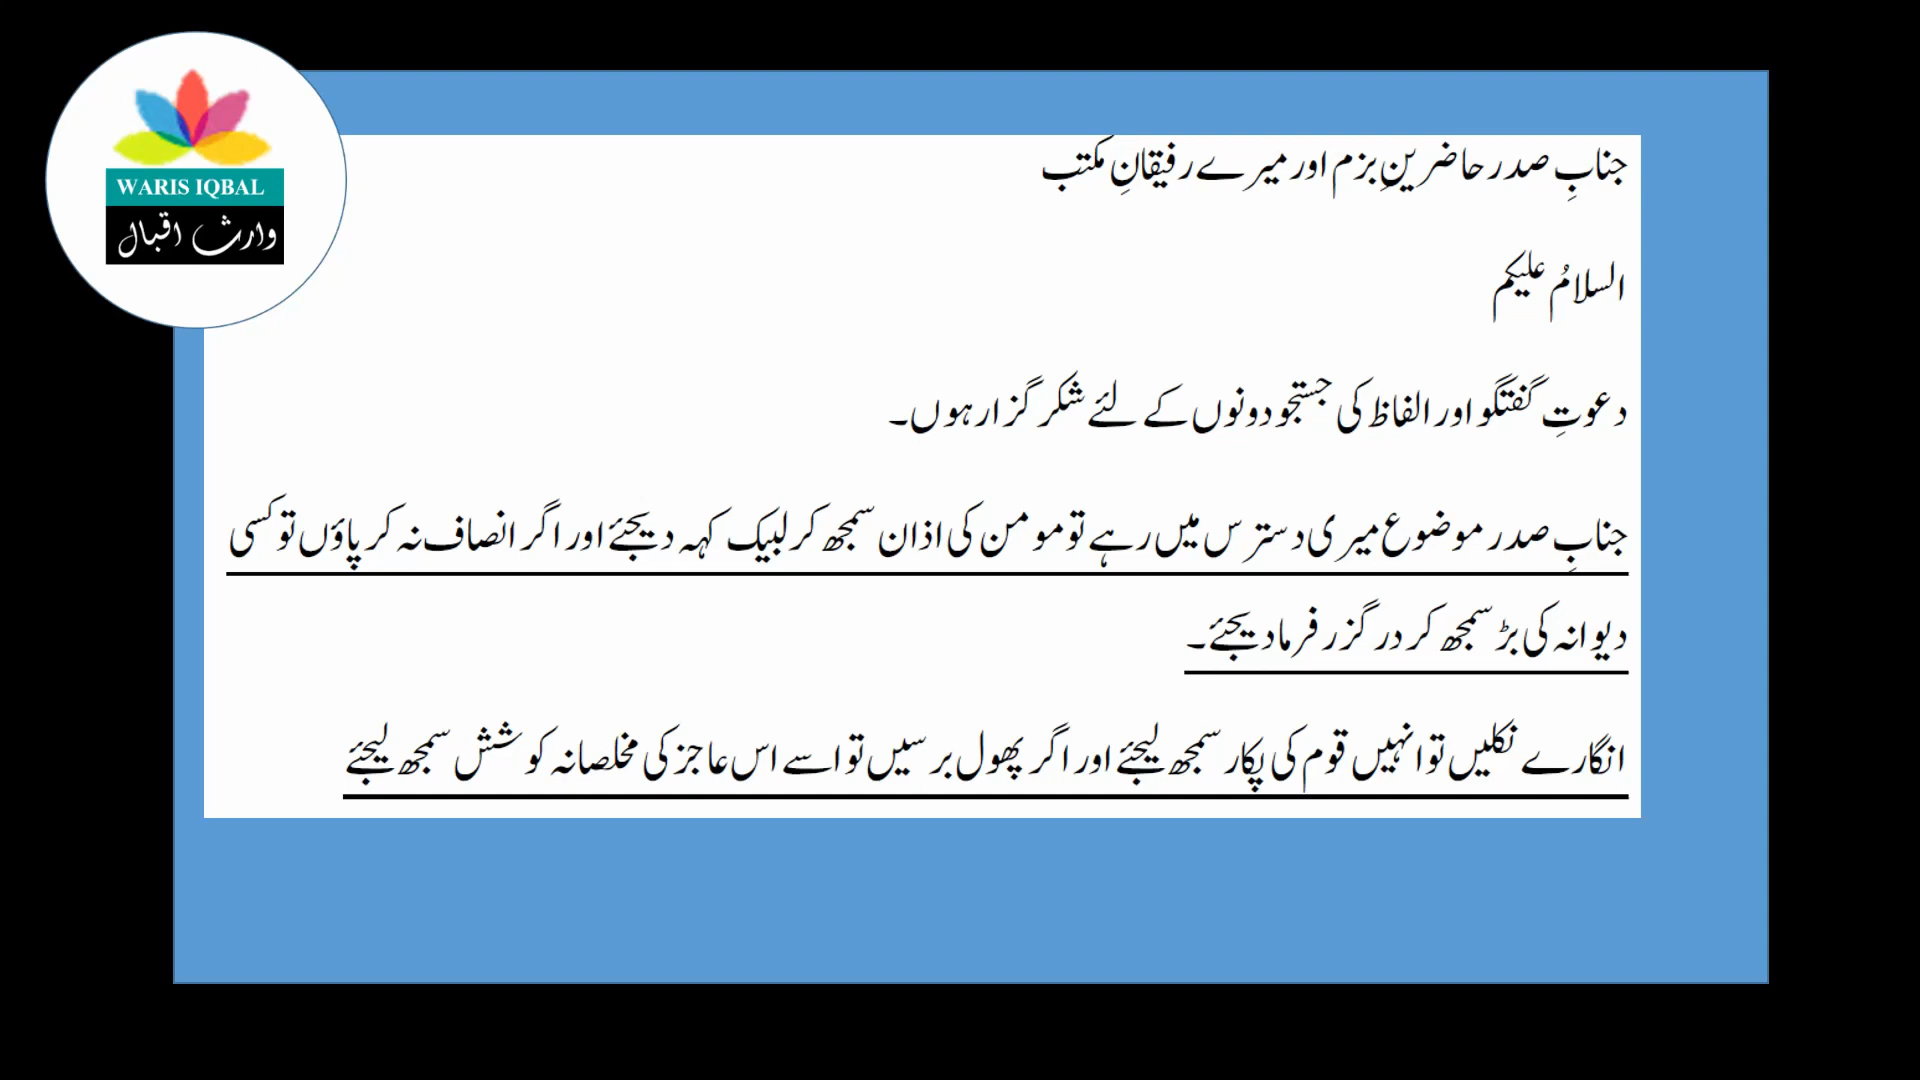 WARIS IQBAL
وارث اقبال
جنابِ صدر حاضرینِ بزم اور میرے رفیقانِ مکتب
السلامُ علیکم
دعوتِ گفتگو اور الفاظ کی جستجو دونوں کے لئے شکر گزار ہوں۔
جنابِ صدر موضوع میری دسترس میں رہے تو مومن کی اذان سمجھ کر لبیک کہہ دیجئے اور اگر انصاف نہ کر پاؤں تو کسی
دیوانہ کی بڑ سمجھ کر در گزر فرما دیجئے۔
انگارے نکلیں تو انہیں قوم کی پکار سمجھ لیجئے اور اگر پھول برسیں تو اسے اس عاجز کی مخلصانہ کوشش سمجھ لیجئے